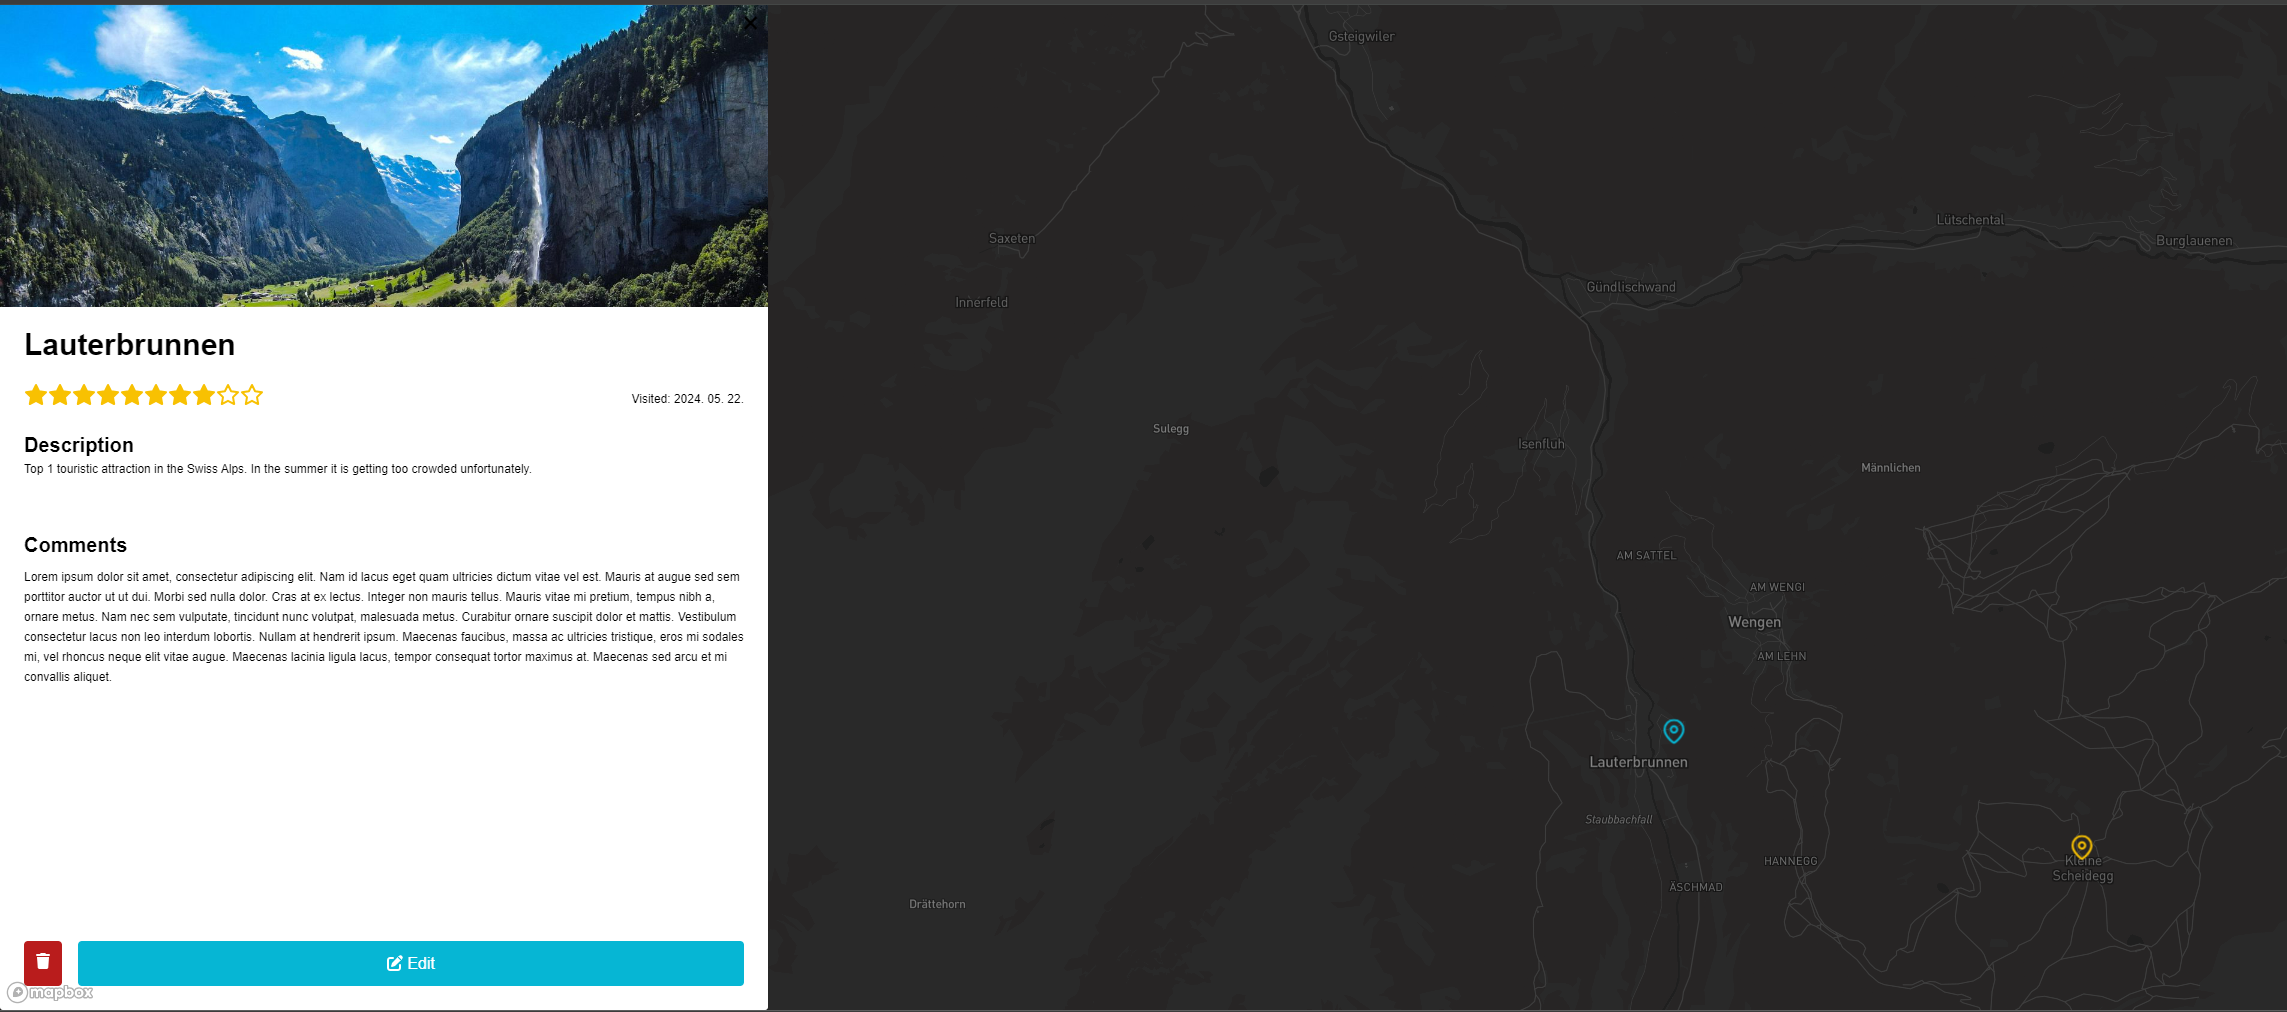 Lauterbrunnen
Visited: 2024. 05. 22.
Description
Top 1 touristic attraction in the Swiss Alps. In the summer it is getting too crowded unfortunately.
Comments
Lorem ipsum dolor sit amet, consectetur adipiscing elit. Nam id lacus eget quam ultricies dictum vitae vel est. Mauris at augue sed sem
porttitor auctor ut ut dui. Morbi sed nulla dolor. Cras at ex lectus. Integer non mauris tellus. Mauris vitae mi pretium, tempus nibh a,
ornare metus. Nam nec sem vulputate, tincidunt nunc volutpat, malesuada metus. Curabitur ornare suscipit dolor et mattis. Vestibulum
consectetur lacus non leo interdum lobortis. Nullam at hendrerit ipsum. Maecenas faucibus, massa ac ultricies tristique, eros mi sodales
mi, vel rhoncus neque elit vitae augue. Maecenas lacinia ligula lacus, tempor consequat tortor maximus at. Maecenas sed arcu et mi
convallis aliquet.
Edit
mapbox
Gsteigwiler
Lütschental
Saxeten
Burglauenen
Gündlischwand
Innerfeld
Sulegg
Isenfluh
Männlichen
AM SATTEL
AM WENGI
Wengen
AM LEHN
Lauterbrunnen
Staubbachfall
HANNEGG
Kleine
Scheidegg
ÄSCHMAD
Drättehorn